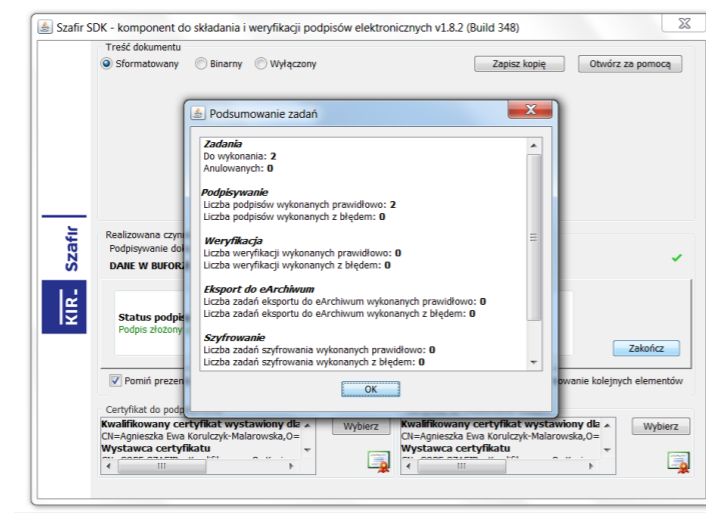 Szafir SDK - komponent do składania i weryfikacji podpisów elektronicznych v1.8.2 (Build 348)
Treść dokumentu
Sformatowany Binarny Wyłączony Zapisz kopię Otwórz za pomocą
Podsumowanie zadań
Zadania
Do wykonania: 2
Anulowanych: 0
Podpisywanie
Liczba podpisów wykonanych prawidłowo: 2
Liczba podpisów wykonanych z błędem: 0
Weryfikacja
Liczba weryfikacji wykonanych prawidłowo: 0
Liczba weryfikacji wykonanych z błędem: 0
Eksport do eArchiwum
Liczba zadań eksportu do eArchiwum wykonanych prawidłowo: 0
Liczba zadań eksportu do eArchiwum wykonanych z błędem: 0
Szyfrowanie
Liczba zadań szyfrowania wykonanych prawidłowo: 0
Liczba zadań szyfrowania wykonanych z błędem: 0
OK
KIR Szafir
Realizowana czyn
Podpisywanie do
DANE W BUFORZ
Status podpis
Podpis złożony
Zakończ
Pomiń prezen
owanie kolejnych elementów
Certyfikat do podp
Kwalifikowany certyfikat wystawiony dla
CN=Agnieszka Ewa Korulczyk-Malarowska,O=
Wystawca certyfikatu
Wybierz
Kwalifikowany certyfikat wystawiony dla
CN=Agnieszka Ewa Korulczyk-Malarowska,O=
Wystawca certyfikatu
Wybierz